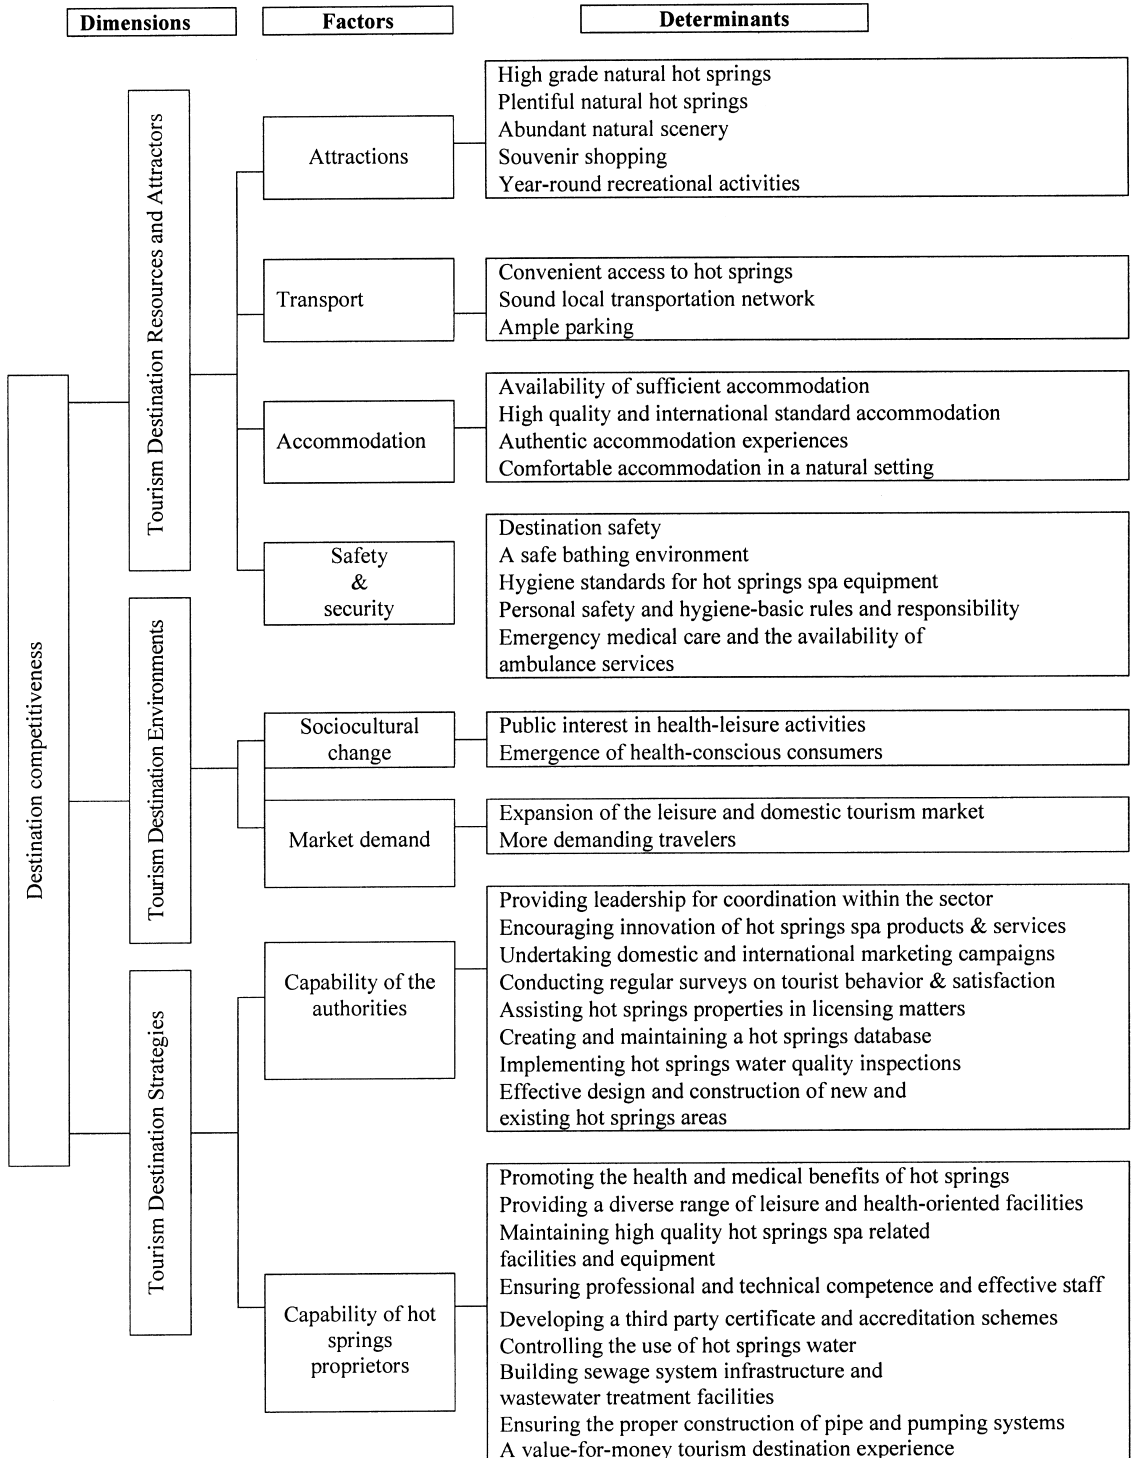 Dimensions
Factors
Determinants
Destination competitiveness
Tourism Destination Resources and Attractors
Attractions
High grade natural hot springs
Plentiful natural hot springs
Abundant natural scenery
Souvenir shopping
Year-round recreational activities
Transport
Convenient access to hot springs
Sound local transportation network
Ample parking
Accommodation
Availability of sufficient accommodation
High quality and international standard accommodation
Authentic accommodation experiences
Comfortable accommodation in a natural setting
Safety
&
security
Destination safety
A safe bathing environment
Hygiene standards for hot springs spa equipment
Personal safety and hygiene-basic rules and responsibility
Emergency medical care and the availability of
ambulance services
Tourism Destination Environments
Sociocultural
change
Public interest in health-leisure activities
Emergence of health-conscious consumers
Market demand
Expansion of the leisure and domestic tourism market
More demanding travelers
Tourism Destination Strategies
Capability of the
authorities
Providing leadership for coordination within the sector
Encouraging innovation of hot springs spa products & services
Undertaking domestic and international marketing campaigns
Conducting regular surveys on tourist behavior & satisfaction
Assisting hot springs properties in licensing matters
Creating and maintaining a hot springs database
Implementing hot springs water quality inspections
Effective design and construction of new and
existing hot springs areas
Capability of hot
springs
proprietors
Promoting the health and medical benefits of hot springs
Providing a diverse range of leisure and health-oriented facilities
Maintaining high quality hot springs spa related
facilities and equipment
Ensuring professional and technical competence and effective staff
Developing a third party certificate and accreditation schemes
Controlling the use of hot springs water
Building sewage system infrastructure and
wastewater treatment facilities
Ensuring the proper construction of pipe and pumping systems
A value-for-money tourism destination experience